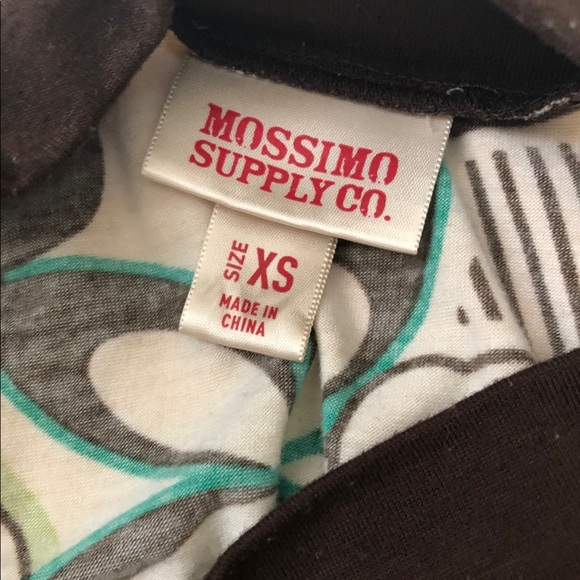 MOSSIMO
SUPPLY CO.
SIZE XS
MADE IN
CHINA